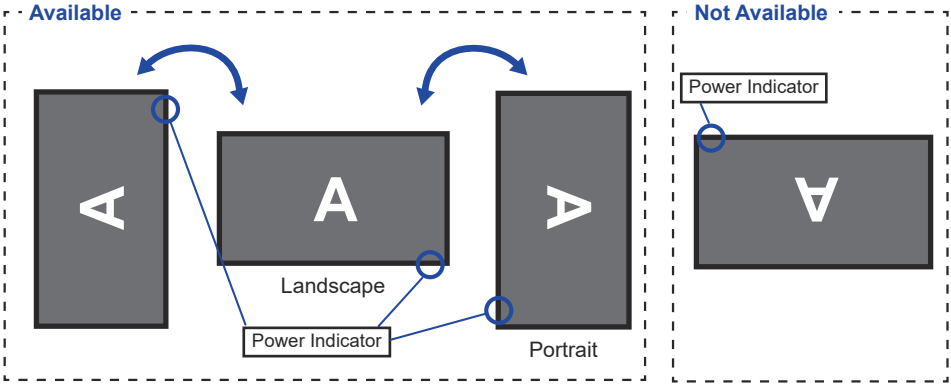 Available
A
A
A
Landscape
Power Indicator
Portrait
Not Available
Power Indicator
A